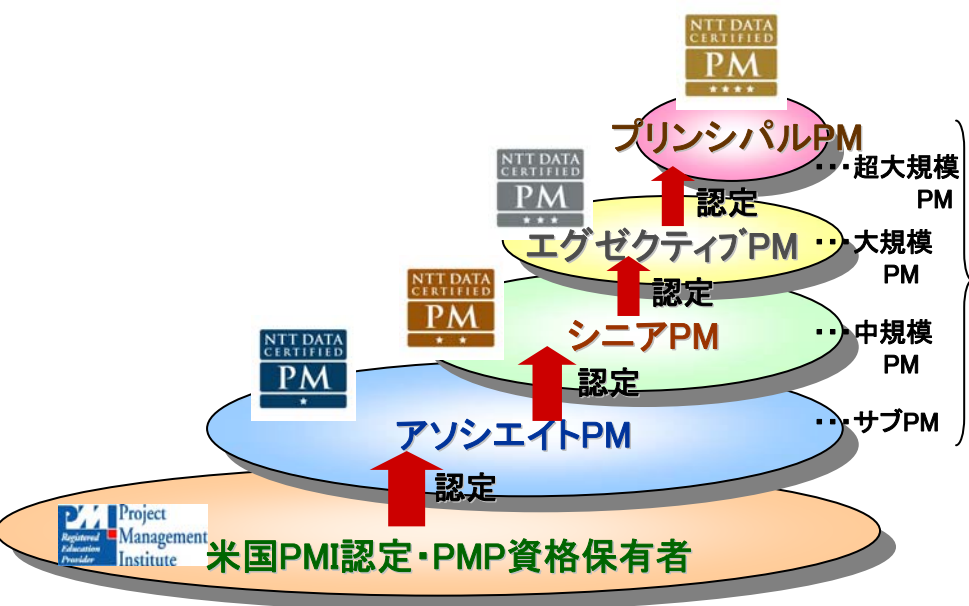 NTT DATA
CERTIFIED
PM
★★★★
プリンシパルPM
・・・超大規模
PM
認定
NTT DATA
CERTIFIED
PM
★★★
エグゼクティブPM
・・・大規模
PM
認定
NTT DATA
CERTIFIED
PM
★ ★
シニアPM
・・・中規模
PM
認定
NTT DATA
CERTIFIED
PM
★
アソシエイトPM
・・・サブPM
認定
PMI
Registered
Education
Provider
Project
Management
Institute
米国PMI認定・PMP資格保有者